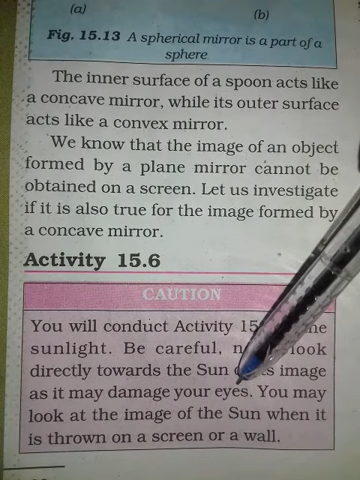 (a) (b)
Fig. 15.13 A spherical mirror is a part of a
sphere
The inner surface of a spoon acts like
a concave mirror, while its outer surface
acts like a convex mirror.
We know that the image of an object
formed by a plane mirror cannot be
obtained on a screen. Let us investigate
if it is also true for the image formed by
a concave mirror.
Activity 15.6
CAUTION
You will conduct Activity
sunlight. Be careful, look
directly towards the Sun image
as it may damage your eyes. You may
look at the image of the Sun when it
is thrown on a screen or a wall.